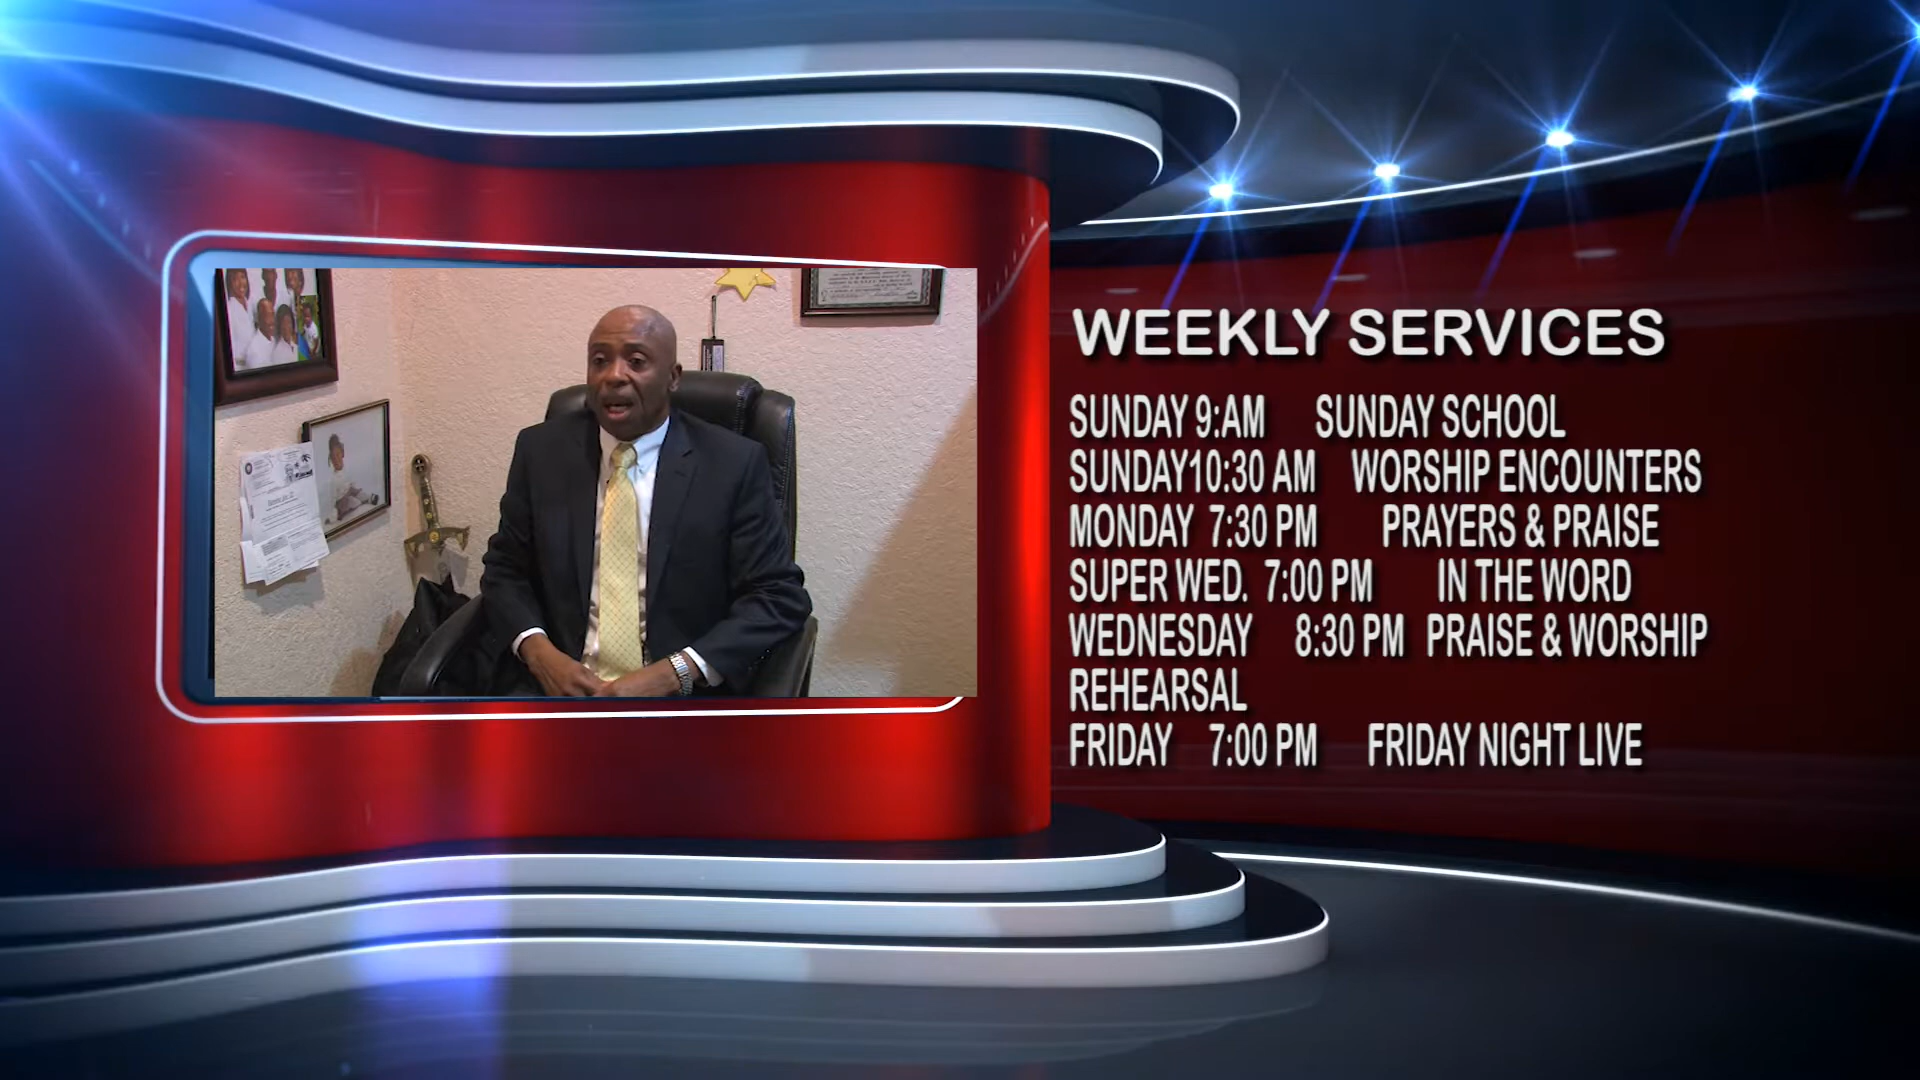 WEEKLY SERVICES
SUNDAY 9:AM SUNDAY SCHOOL
SUNDAY10:30 AM WORSHIP ENCOUNTERS
MONDAY 7:30 PM PRAYERS & PRAISE
SUPER WED. 7:00 PM IN THE WORD
WEDNESDAY 8:30 PM PRAISE & WORSHIP
REHEARSAL
FRIDAY 7:00 PM FRIDAY NIGHT LIVE